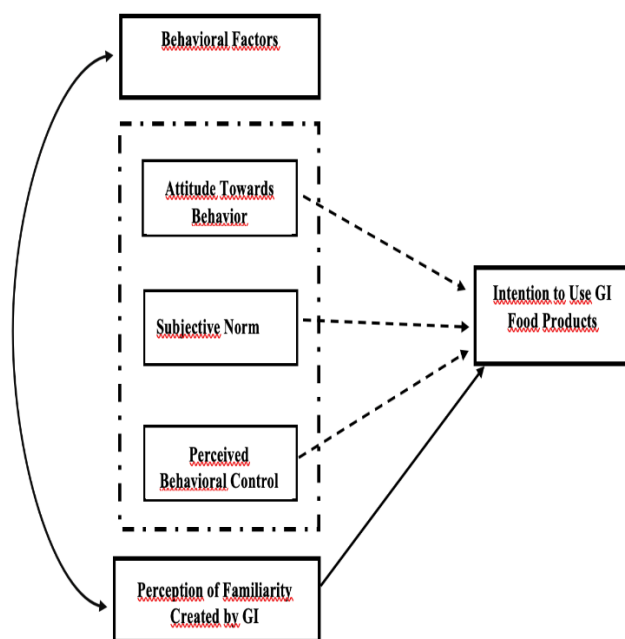 Behavioral Factors
Attitude Towards
Behavior
Subjective Norm
Intention to Use GI
Food Products
Perceived
Behavioral Control
Perception of Familiarity
Created by GI